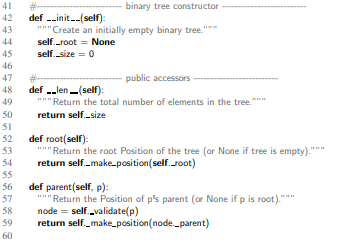 41 #-------------------------- binary tree constructor --------------------------
42 def __init__(self):
43 """Create an initially empty binary tree."""
44 self._root = None
45 self._size = 0
46
47 #-------------------------- public accessors --------------------------
48 def __len__(self):
49 """Return the total number of elements in the tree."""
50 return self._size
51
52 def root(self):
53 """Return the root Position of the tree (or None if tree is empty)."""
54 return self._make_position(self._root)
55
56 def parent(self, p):
57 """Return the Position of p's parent (or None if p is root)."""
58 node = self._validate(p)
59 return self._make_position(node._parent)
60